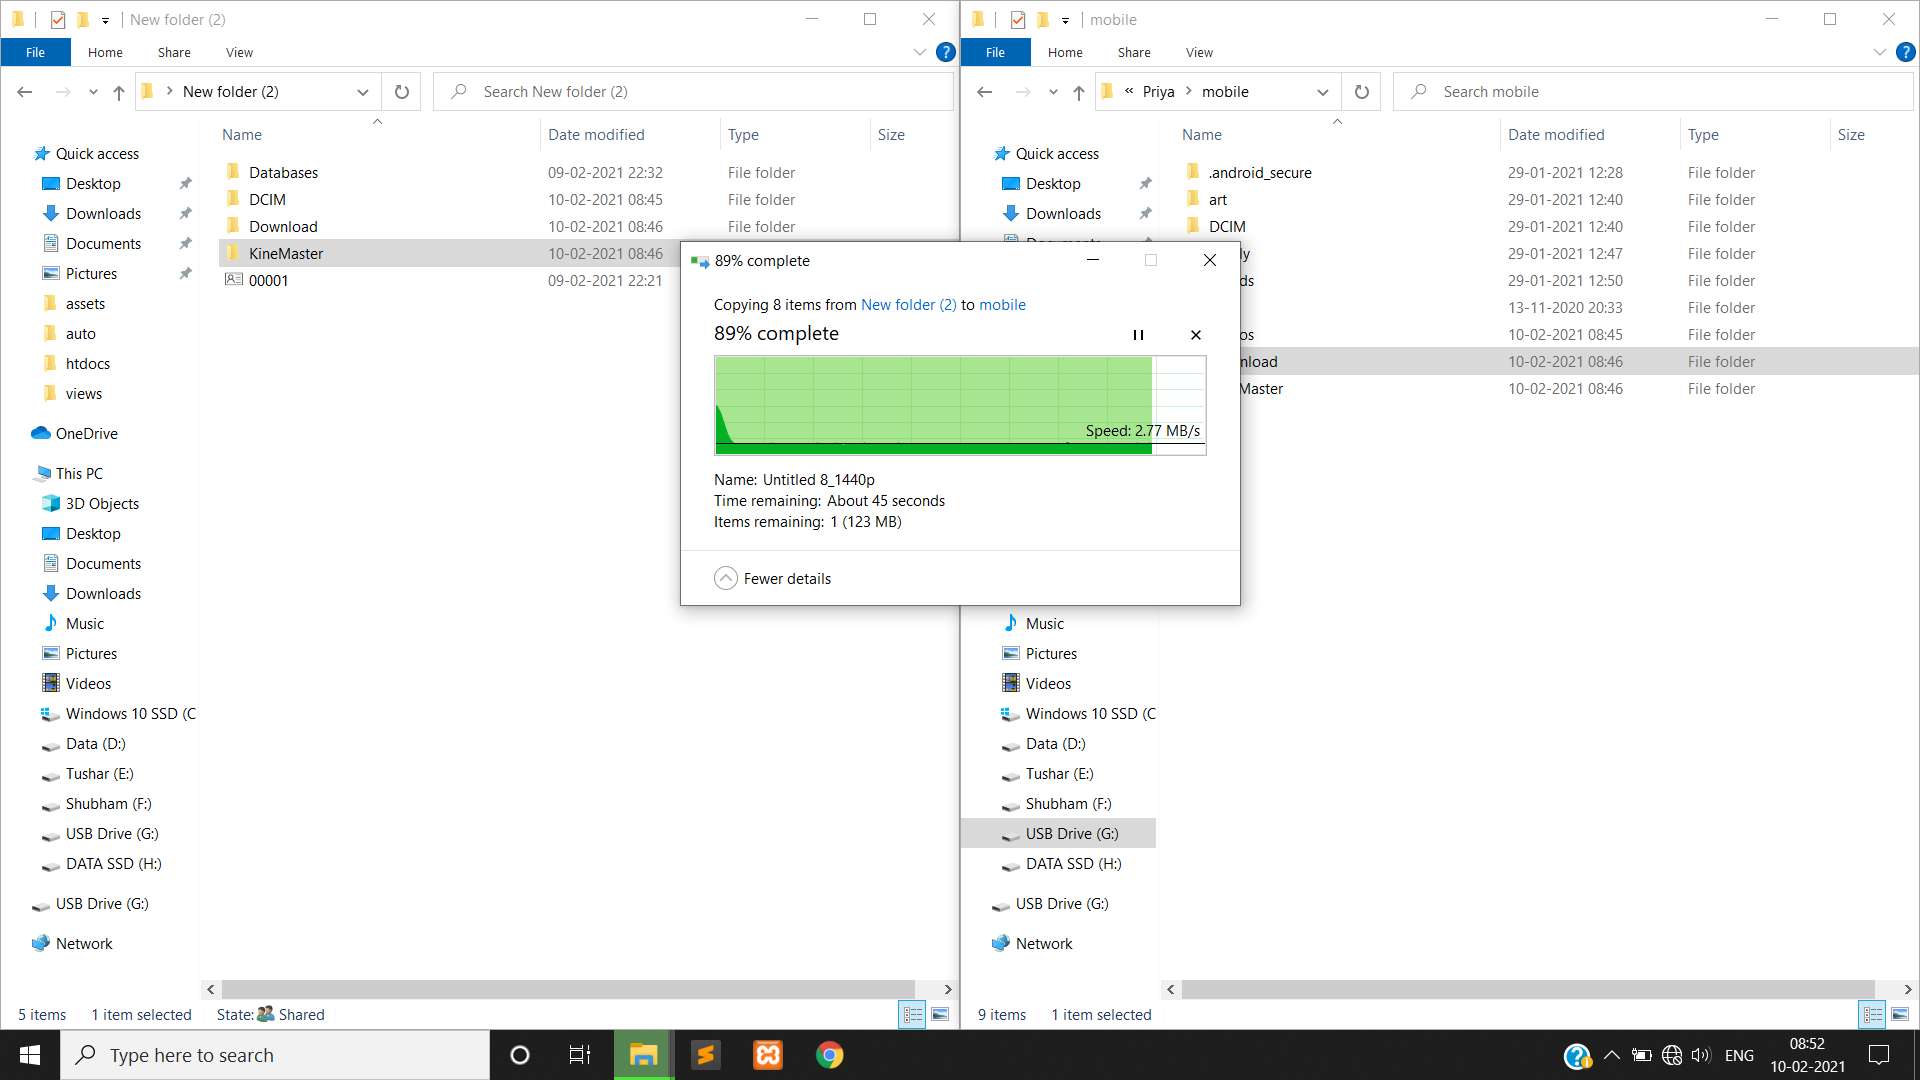 New folder (2)
File Home Share View
New folder (2)
Search New folder (2)
Name Date modified Type Size
Quick access
Desktop
Downloads
Documents
Pictures
assets
auto
htdocs
views
OneDrive
This PC
3D Objects
Desktop
Documents
Downloads
Music
Pictures
Videos
Windows 10 SSD (C
Data (D:)
Tushar (E:)
Shubham (F:)
USB Drive (G:)
DATA SSD (H:)
USB Drive (G:)
Network
Databases 09-02-2021 22:32 File folder
DCIM 10-02-2021 08:45 File folder
Download 10-02-2021 08:46 File folder
KineMaster 10-02-2021 08:46
00001 09-02-2021 22:21
5 items 1 item selected State: Shared
89% complete
Copying 8 items from New folder (2) to mobile
89% complete
Speed: 2.77 MB/s
Name: Untitled 8_1440p
Time remaining: About 45 seconds
Items remaining: 1 (123 MB)
Fewer details
mobile
File Home Share View
« Priya mobile
Search mobile
Name Date modified Type Size
Quick access
Desktop
Downloads
Music
Pictures
Videos
Windows 10 SSD (C
Data (D:)
Tushar (E:)
Shubham (F:)
USB Drive (G:)
DATA SSD (H:)
USB Drive (G:)
Network
.android_secure 29-01-2021 12:28 File folder
art 29-01-2021 12:40 File folder
DCIM 29-01-2021 12:40 File folder
ly 29-01-2021 12:47 File folder
ds 29-01-2021 12:50 File folder
13-11-2020 20:33 File folder
os 10-02-2021 08:45 File folder
nload 10-02-2021 08:46 File folder
Master 10-02-2021 08:46 File folder
9 items 1 item selected
Type here to search
ENG
08:52
10-02-2021